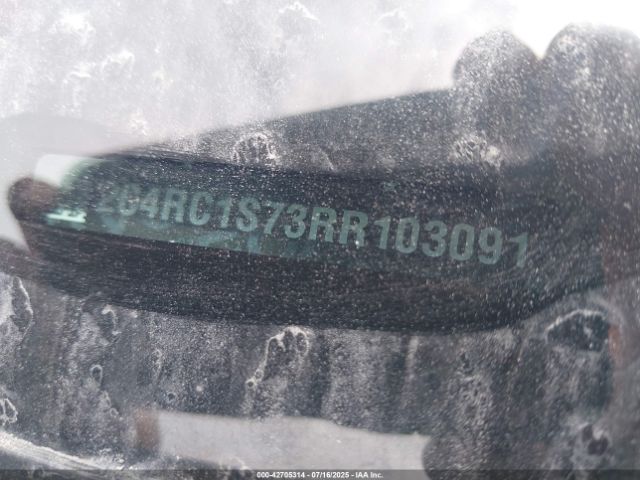 2C4RC1S73RR103091
000-42705314 / 07/16/2025 - IAA Inc.